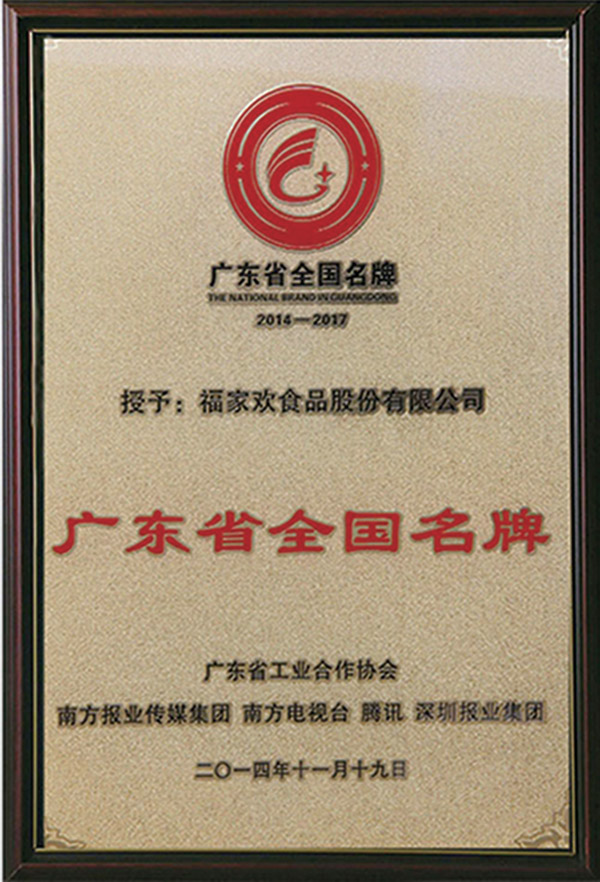 广东省全国名牌
THE NATIONAL BRAND IN GUANGDONG
2014—2017
授予：福家欢食品股份有限公司
广东省全国名牌
广东省工业合作协会
南方报业传媒集团 南方电视台 腾讯 深圳报业集团
二〇一四年十一月十九日